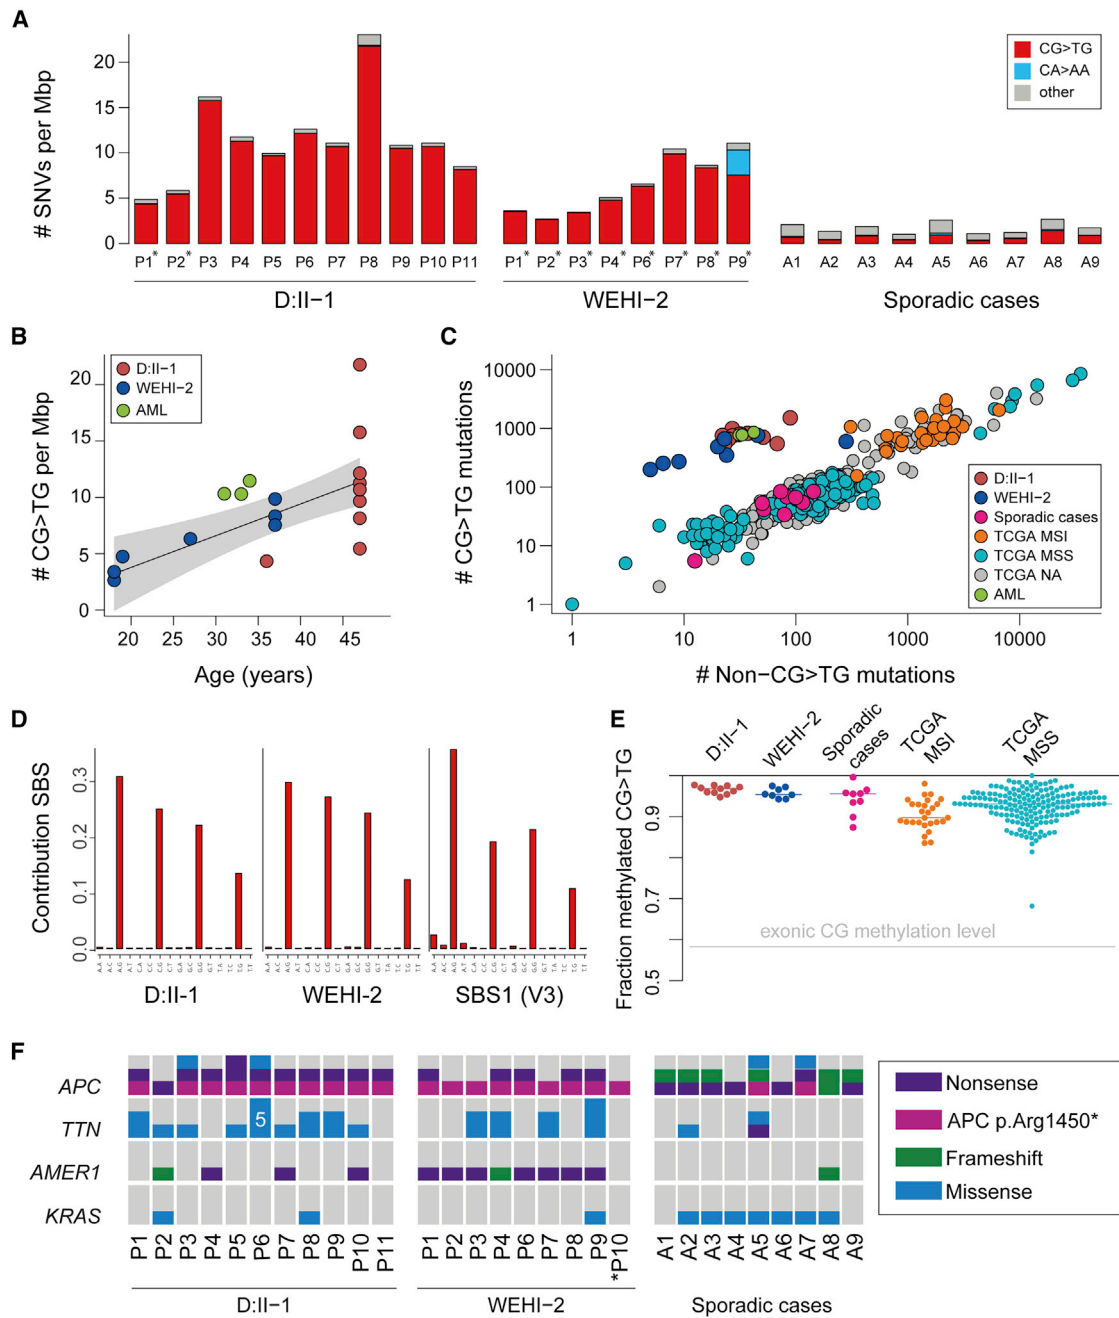 A
# SNVs per Mbp
20
15
10
5
0
CG>TG
CA>AA
other
P1* P2* P3 P4 P5 P6 P7 P8 P9 P10 P11
P1* P2* P3* P4* P6* P7* P8* P9*
A1 A2 A3 A4 A5 A6 A7 A8 A9
D:II−1
WEHI−2
Sporadic cases
B
# CG>TG per Mbp
20
15
10
5
0
D:II−1
WEHI−2
AML
20 25 30 35 40 45
Age (years)
C
# CG>TG mutations
10000
1000
100
10
1
D:II−1
WEHI−2
Sporadic cases
TCGA MSI
TCGA MSS
TCGA NA
AML
1 10 100 1000 10000
# Non−CG>TG mutations
D
Contribution SBS
0.3
0.2
0.1
0.0
A.A A.C A.G A.T C.A C.C C.G C.T G.A G.C G.G G.T T.A T.C T.G T.T
A.A A.C A.G A.T C.A C.C C.G C.T G.A G.C G.G G.T T.A T.C T.G T.T
A.A A.C A.G A.T C.A C.C C.G C.T G.A G.C G.G G.T T.A T.C T.G T.T
D:II-1
WEHI-2
SBS1 (V3)
E
D:II−1
WEHI−2
Sporadic
cases
TCGA
MSI
TCGA
MSS
Fraction methylated CG>TG
0.9
0.7
0.5
exonic CG methylation level
F
APC
TTN
5
AMER1
KRAS
P1 P2 P3 P4 P5 P6 P7 P8 P9 P10 P11
P1 P2 P3 P4 P6 P7 P8 P9 *P10
A1 A2 A3 A4 A5 A6 A7 A8 A9
D:II−1
WEHI−2
Sporadic cases
Nonsense
APC p.Arg1450*
Frameshift
Missense